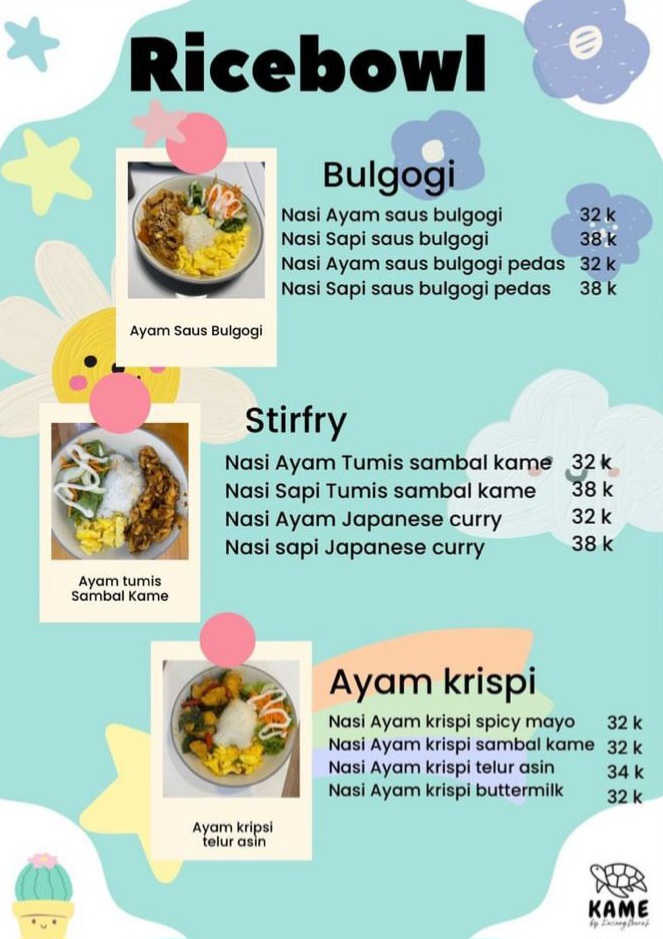 Ricebowl
Bulgogi
Nasi Ayam saus bulgogi 32 k
Nasi Sapi saus bulgogi 38 k
Nasi Ayam saus bulgogi pedas 32 k
Nasi Sapi saus bulgogi pedas 38 k
Ayam Saus Bulgogi
Stirfry
Nasi Ayam Tumis sambal kame 32 k
Nasi Sapi Tumis sambal kame 38 k
Nasi Ayam Japanese curry 32 k
Nasi sapi Japanese curry 38 k
Ayam tumis
Sambal Kame
Ayam krispi
Nasi Ayam krispi spicy mayo 32 k
Nasi Ayam krispi sambal kame 32 k
Nasi Ayam krispi telur asin 34 k
Nasi Ayam krispi buttermilk 32 k
Ayam kripsi
telur asin
KAME
by